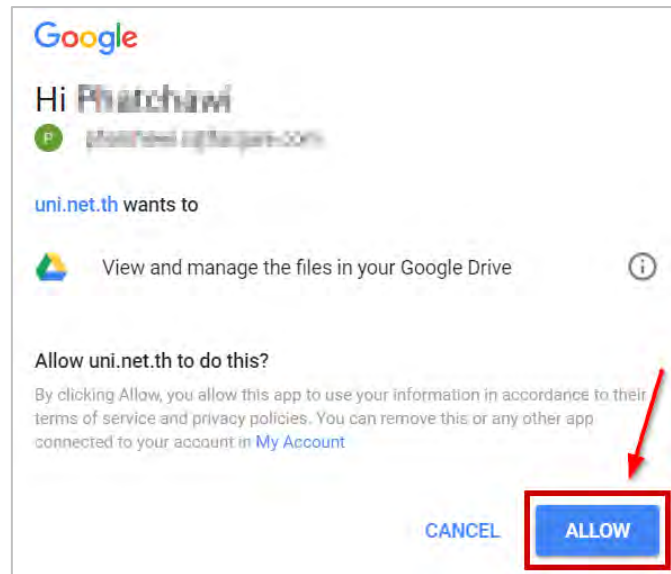 Google
Hi
P
uni.net.th wants to
View and manage the files in your Google Drive
Allow uni.net.th to do this?
By clicking Allow, you allow this app to use your information in accordance to their
terms of service and privacy policies. You can remove this or any other app
connected to your account in My Account
CANCEL ALLOW